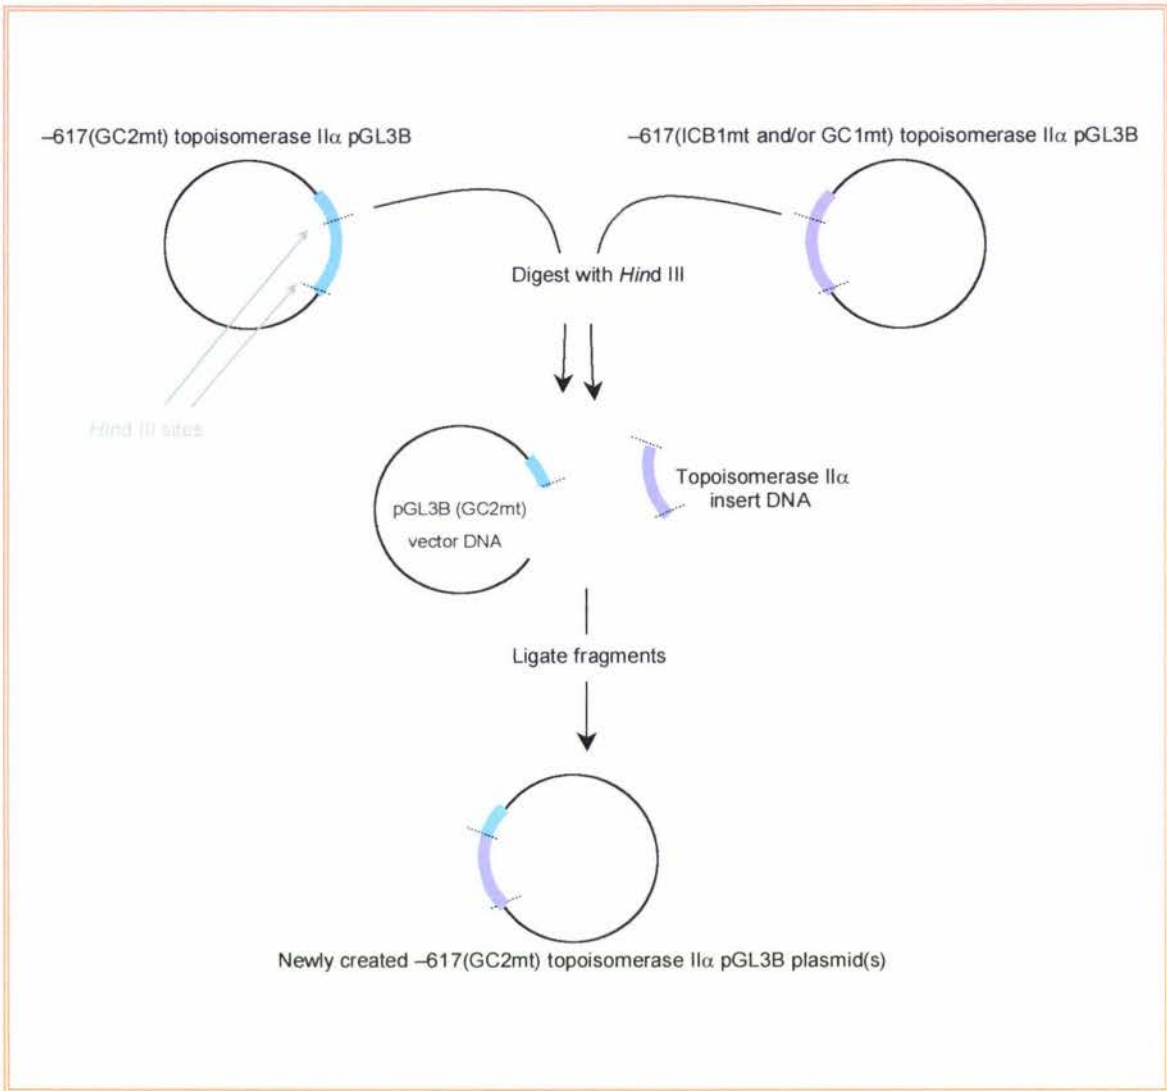 –617(GC2mt) topoisomerase IIα pGL3B
–617(ICB1mt and/or GC1mt) topoisomerase IIα pGL3B
Digest with Hind III
Hind III sites
pGL3B (GC2mt)
vector DNA
Topoisomerase IIα
insert DNA
Ligate fragments
Newly created –617(GC2mt) topoisomerase IIα pGL3B plasmid(s)